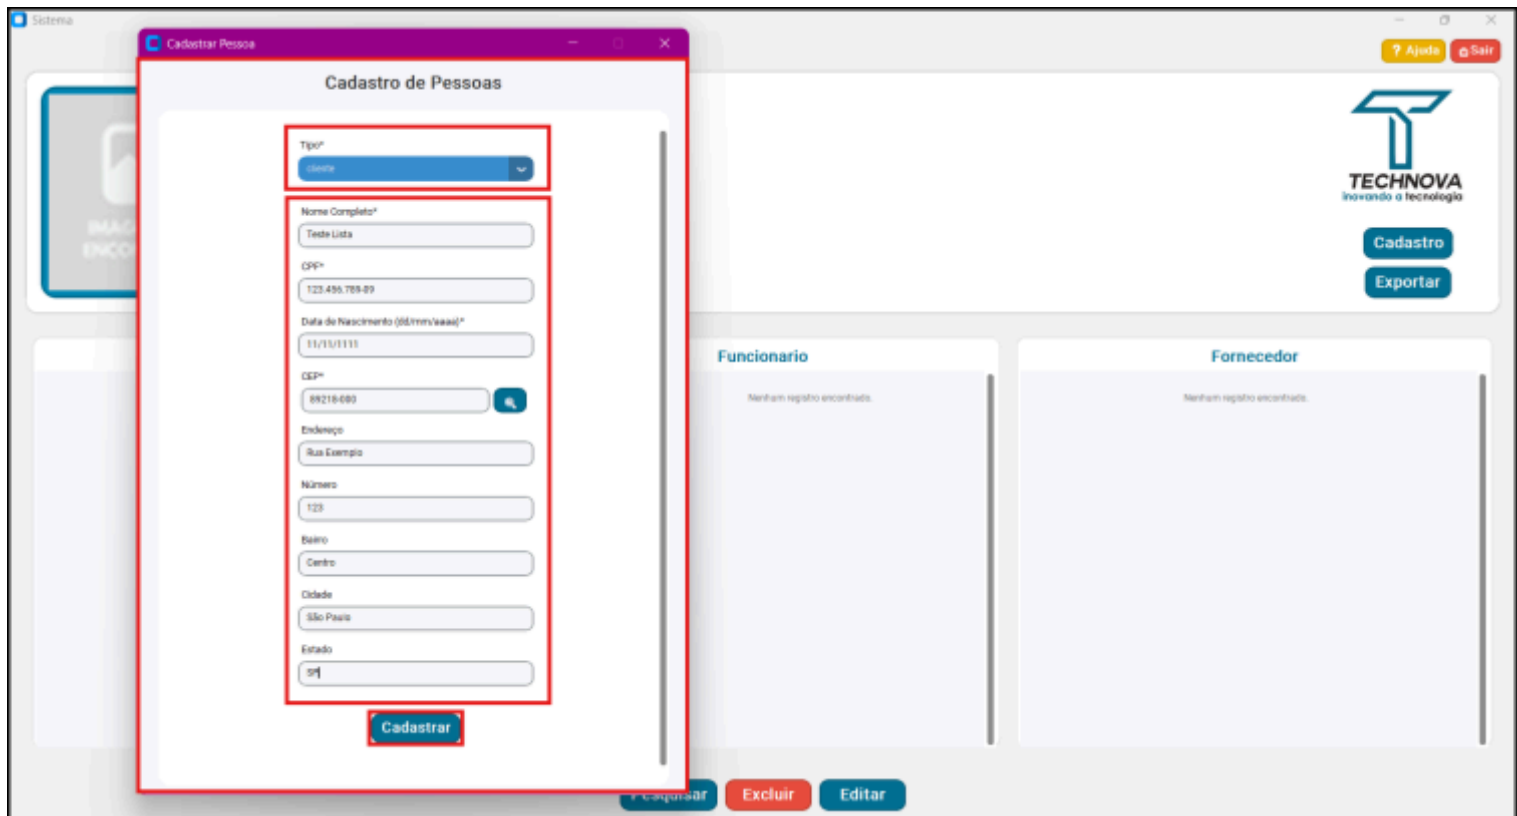 Sistema
Cadastrar Pessoa
? Ajuda
Sair
Cadastro de Pessoas
Tipo*
cliente
Nome Completo*
Teste Lista
CPF*
123.456.789-09
Data de Nascimento (dd/mm/aaaa)*
11/11/1111
CEP*
89218-000
Endereço
Rua Exemplo
Número
123
Bairro
Centro
Cidade
São Paulo
Estado
SP
Cadastrar
TECHNOVA
inovando a tecnologia
Cadastro
Exportar
Funcionario
Nenhum registro encontrado.
Fornecedor
Nenhum registro encontrado.
Pesquisar
Excluir
Editar